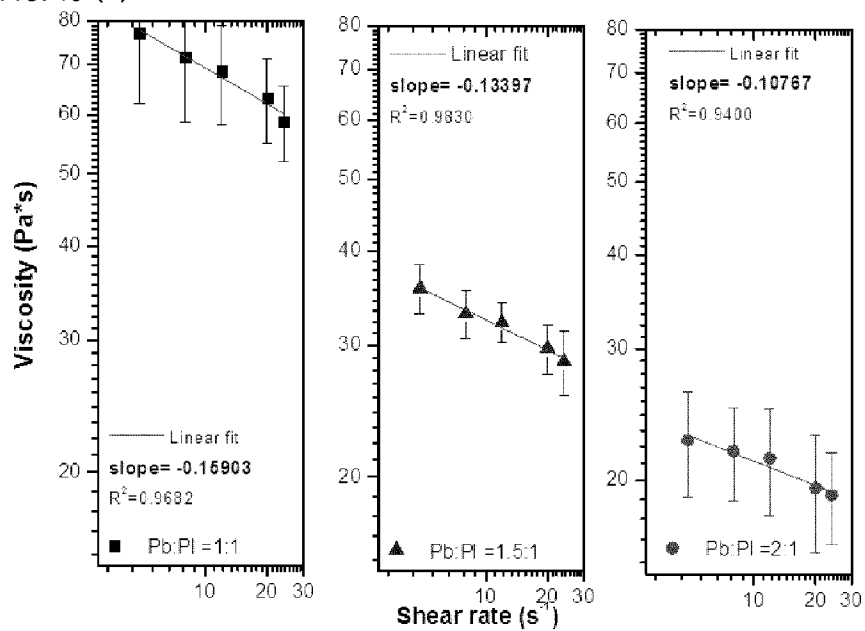 80
70
60
50
40
30
20
10
20
30
Linear fit
slope= -0.15903
R²=0.9682
Pb:PI =1:1
80
70
60
50
40
30
20
10
20
30
Linear fit
slope= -0.13397
R²=0.9830
Pb:PI =1.5:1
80
70
60
50
40
30
20
10
20
30
Linear fit
slope= -0.10767
R²=0.9400
Pb:PI =2:1
Viscosity (Pa*s)
Shear rate (s⁻¹)